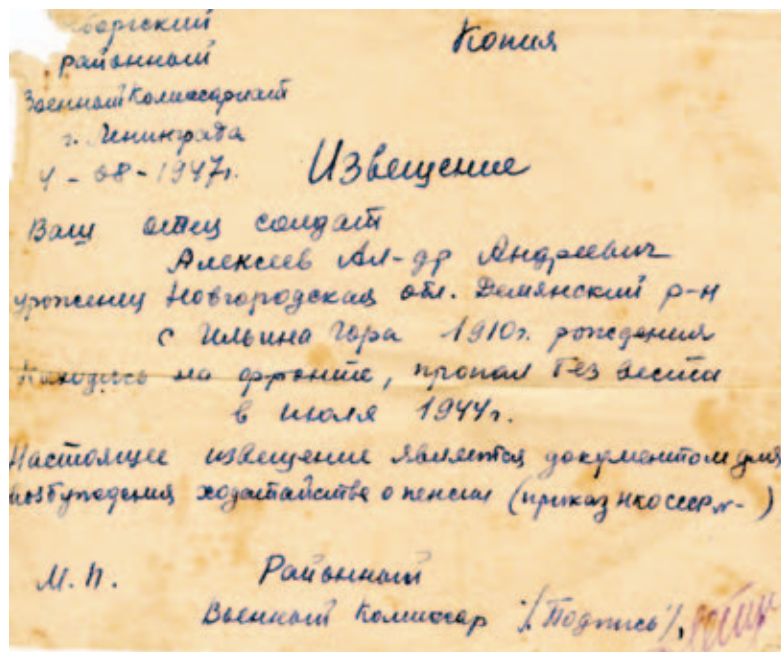 боргский
районный
Военный Комиссариат
г. Ленинграда
4-08-1947г.
Копия
Извещение
Ваш отец солдат
Алексеев Ал-др Андреевич
уроженец Новгородская обл. Демянский р-н
с Ильина Гора 1910г. рождения
Находясь на фронте, пропал без вести
в июля 1944г.
Настоящее извещение является документом для
возбуждения ходатайства о пенсии (приказ НКО СССР №- )
М.П. Районный
Военный Комиссар /Подпись/